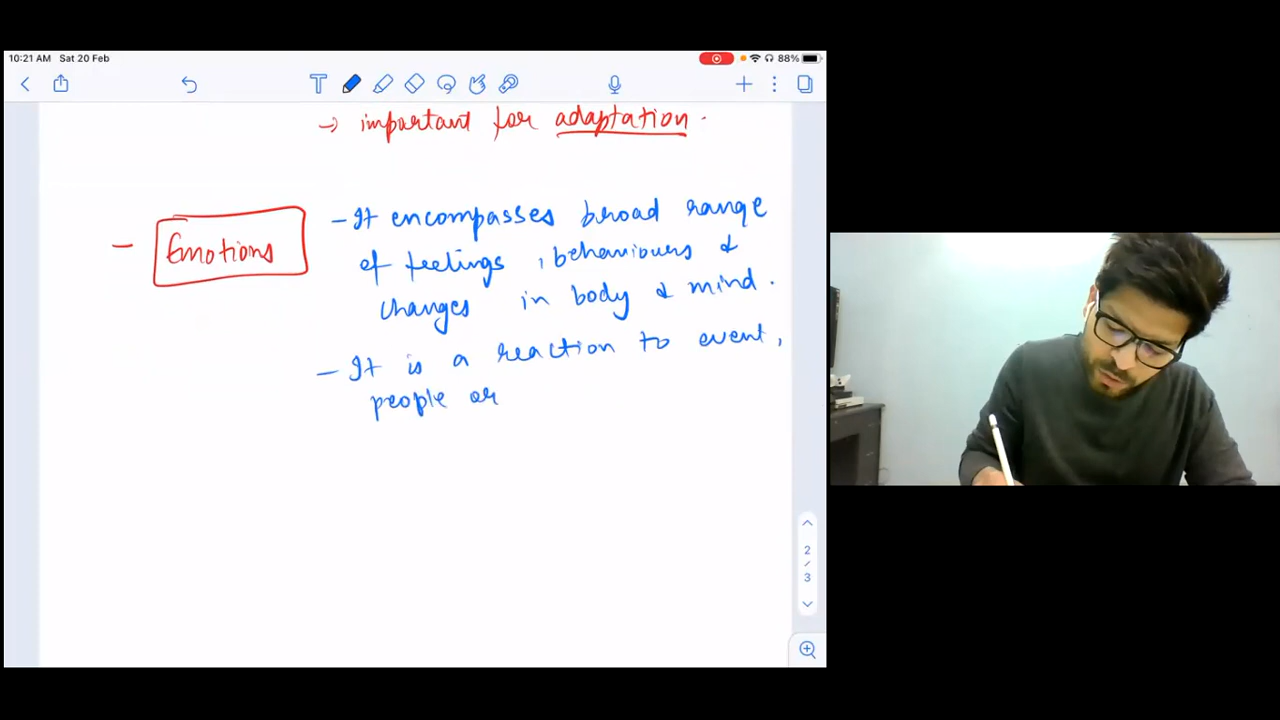 10:21 AM Sat 20 Feb
88%
→ important for adaptation.
- Emotions
- It encompasses broad range
of feelings, behaviours &
changes in body & mind.
- It is a reaction to event,
people or
2
/
3